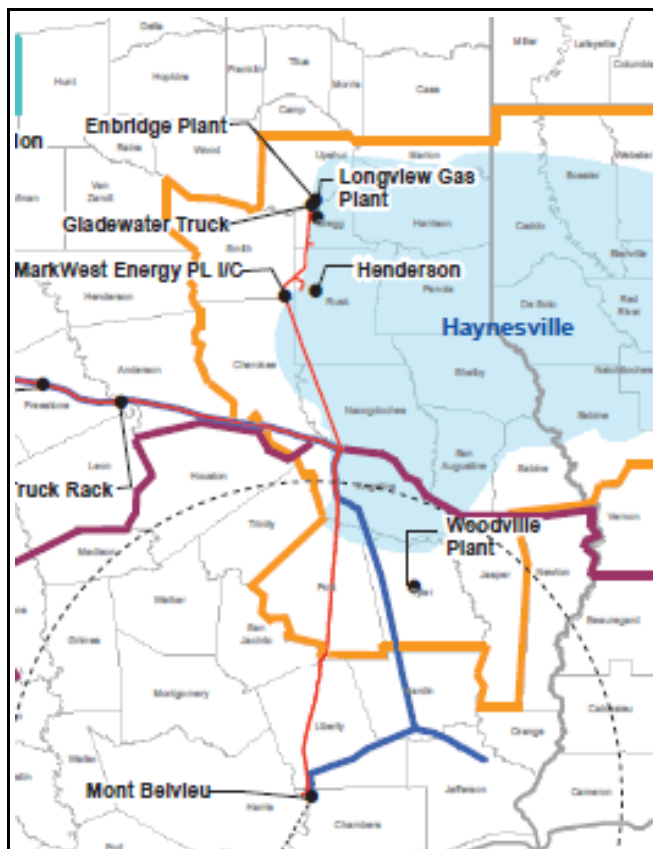 Delta
Miller
Lafayette
Columbia
Hunt
Hopkins
Franklin
Titus
Morris
Cass
Camp
Enbridge Plant
lon
Rains
Wood
Upshur
Marion
Webster
Bossier
Longview Gas
Plant
Van
Zandt
Gladewater Truck
Gregg
Harrison
Caddo
Smith
Bienville
MarkWest Energy PL I/C
Henderson
Henderson
Rusk
Panola
De Soto
Red
River
Haynesville
Anderson
Cherokee
Shelby
Natchitoches
Freestone
Nacogdoches
Sabine
San
Augustine
Leon
Houston
Sabine
Truck Rack
Angelina
Vernon
Trinity
Woodville
Plant
Madison
Polk
Tyler
Jasper
Newton
Walker
Beauregard
Grimes
San
Jacinto
Montgomery
Hardin
Calcasieu
Liberty
Orange
Waller
Mont Belvieu
Jefferson
Cameron
Harris
Chambers